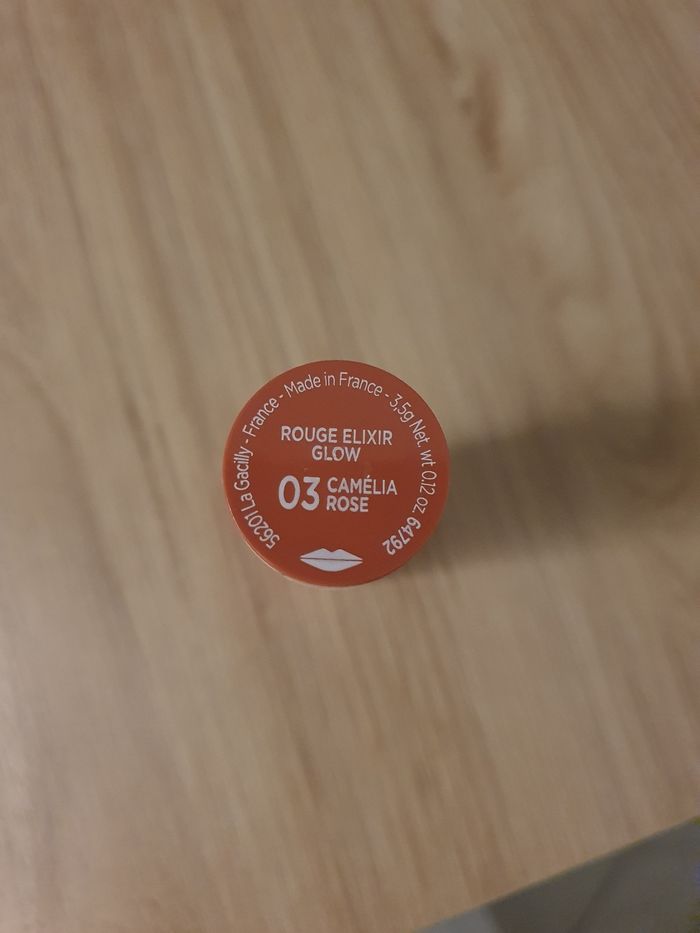 56201 La Gacilly - France - Made in France - 3.5g Net. wt 0.12 oz. 64792
ROUGE ELIXIR
GLOW
03 CAMÉLIA
ROSE